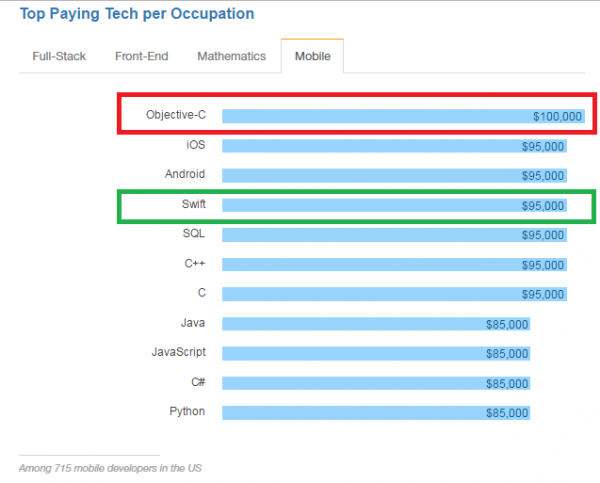 Top Paying Tech per Occupation
Full-Stack Front-End Mathematics Mobile
Objective-C $100,000
iOS $95,000
Android $95,000
Swift $95,000
SQL $95,000
C++ $95,000
C $95,000
Java $85,000
JavaScript $85,000
C# $85,000
Python $85,000
Among 715 mobile developers in the US